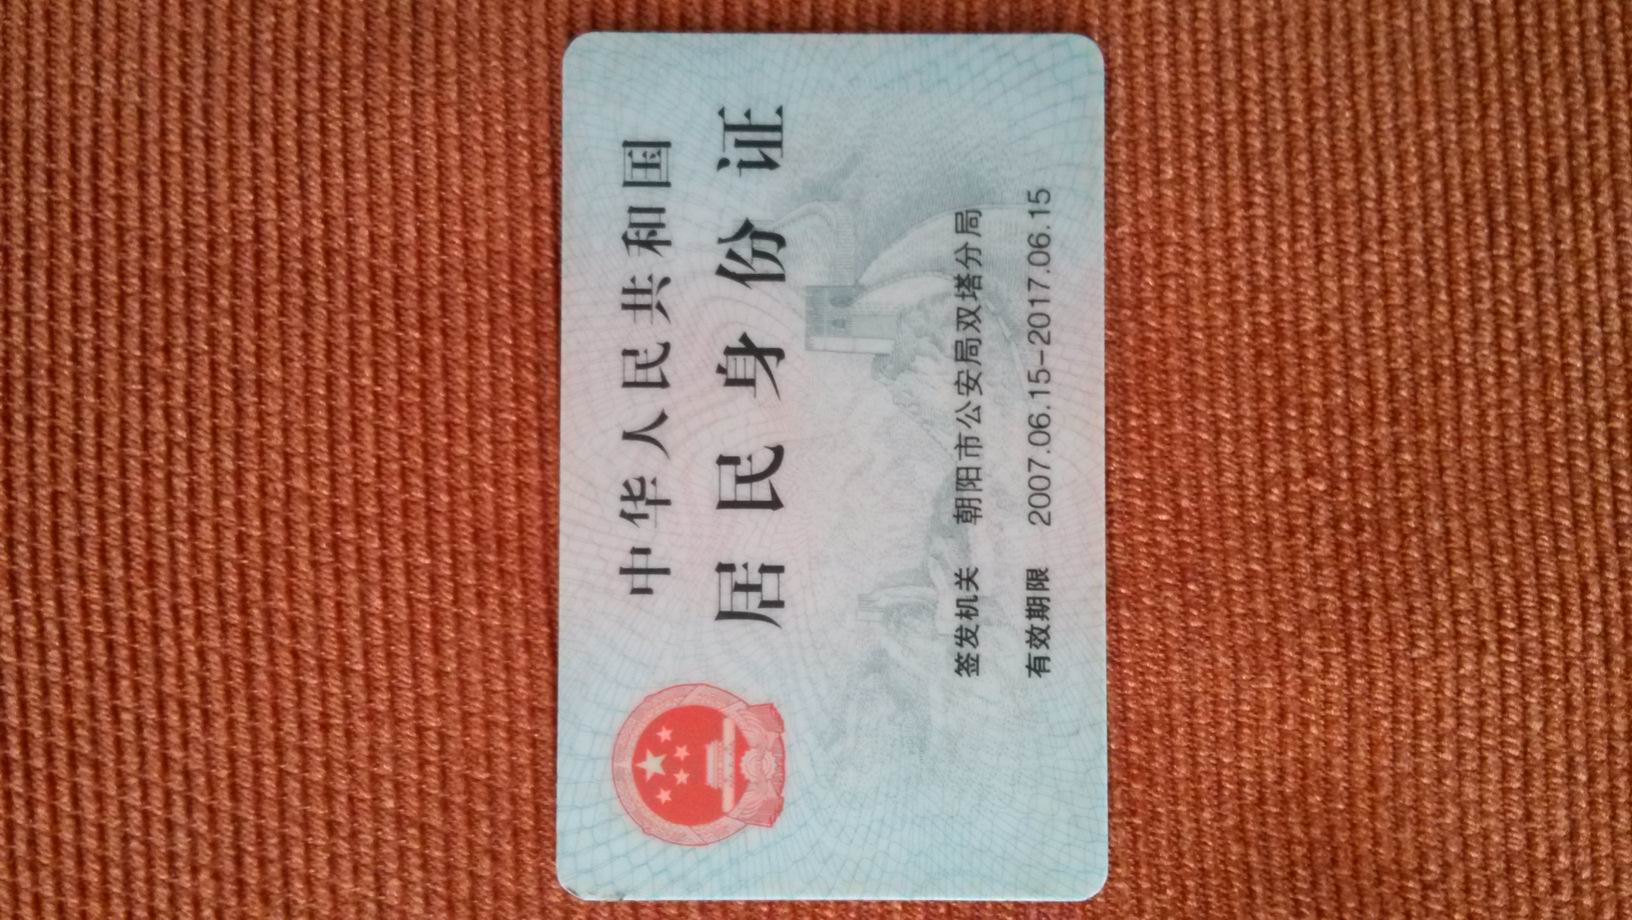 中华人民共和国
居民身份证
签发机关 朝阳市公安局双塔分局
有效期限 2007.06.15-2017.06.15